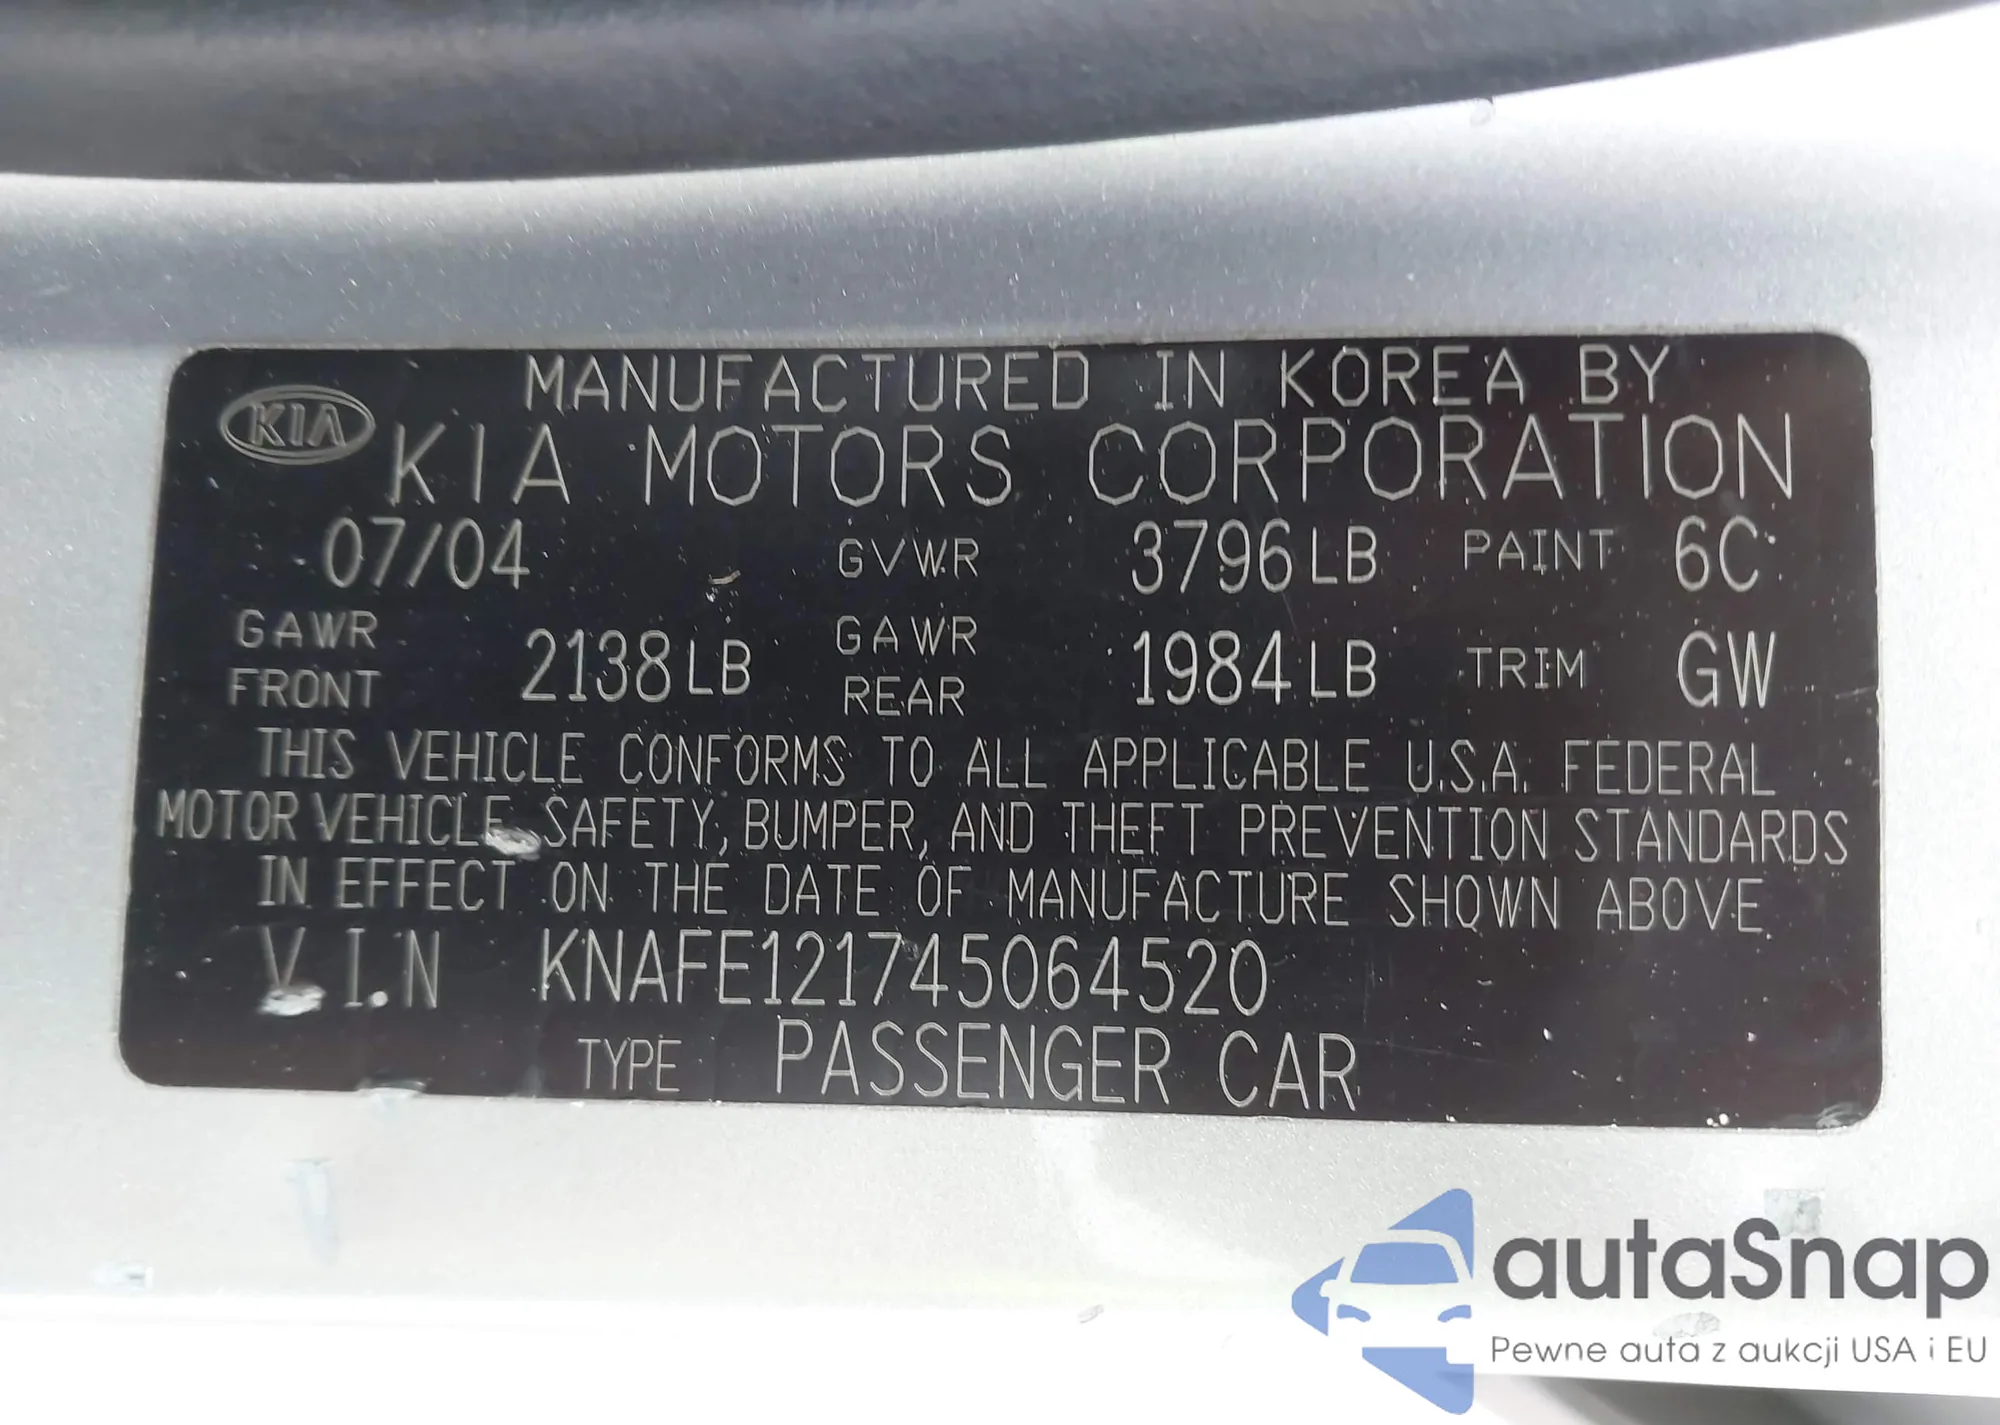 MANUFACTURED IN KOREA BY
KIA KIA MOTORS CORPORATION
07/04 GVWR 3796LB PAINT 6C
GAWR FRONT 2138LB GAWR REAR 1984LB TRIM GW
THIS VEHICLE CONFORMS TO ALL APPLICABLE U.S.A. FEDERAL
MOTOR VEHICLE SAFETY, BUMPER, AND THEFT PREVENTION STANDARDS
IN EFFECT ON THE DATE OF MANUFACTURE SHOWN ABOVE
V.I.N KNAFE121745064520
TYPE PASSENGER CAR
autoSnap
Pewne auta z aukcji USA i EU